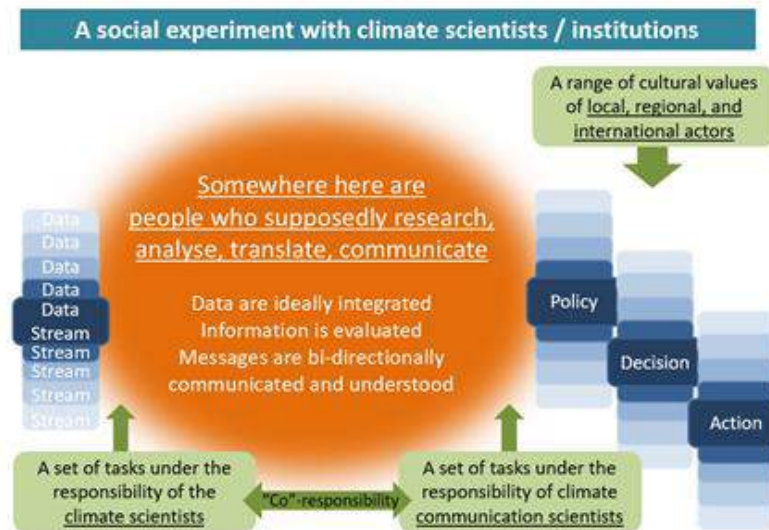 A social experiment with climate scientists / institutions
A range of cultural values
of local, regional, and
international actors
Somewhere here are
people who supposedly research,
analyse, translate, communicate
Data are ideally integrated
Information is evaluated
Messages are bi-directionally
communicated and understood
Data
Data
Data
Data
Data
Stream
Stream
Stream
Stream
Stream
Policy
Decision
Action
A set of tasks under the
responsibility of the
climate scientists
"Co"-responsibility
A set of tasks under the
responsibility of climate
communication scientists